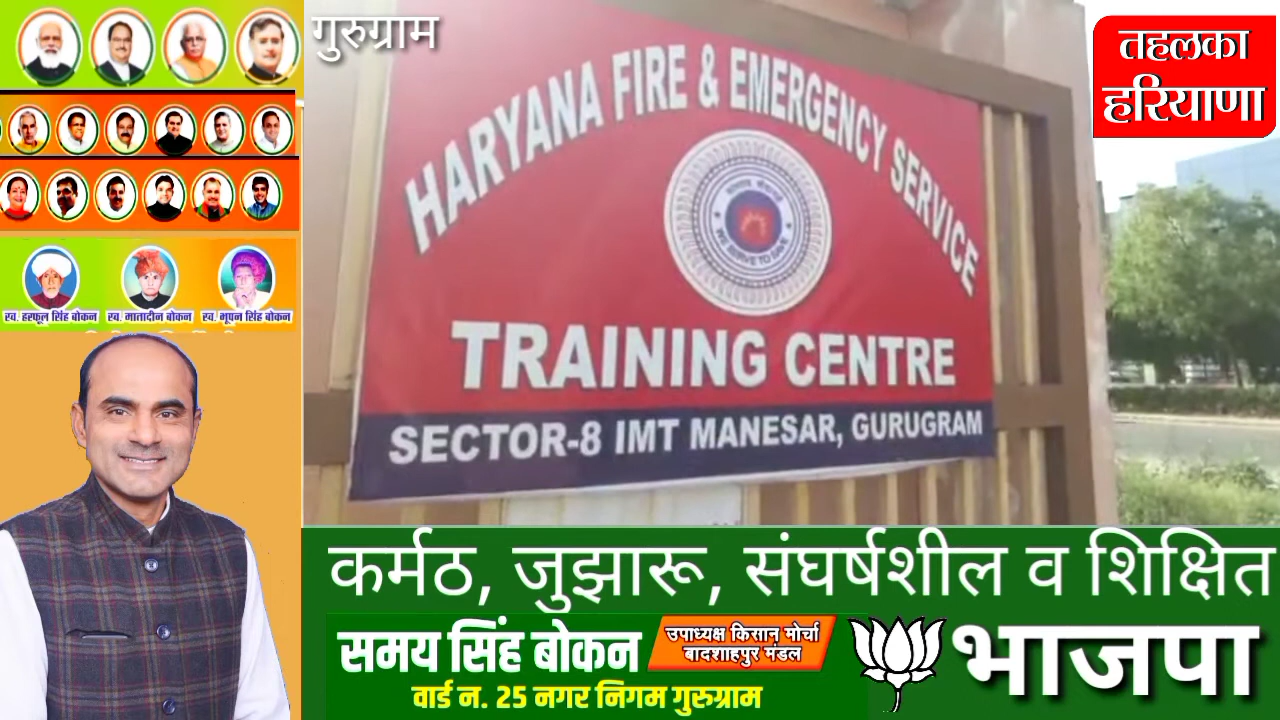 गुरुग्राम
तहलका
हरियाणा
HARYANA FIRE & EMERGENCY SERVICE
WE SERVE TO SAVE
TRAINING CENTRE
SECTOR-8 IMT MANESAR, GURUGRAM
स्व. हरफूल सिंह बोकन
स्व. मातादीन बोकन
स्व. भूपन सिंह बोकन
कर्मठ, जुझारू, संघर्षशील व शिक्षित
समय सिंह बोकन
उपाध्यक्ष किसान मोर्चा
बादशाहपुर मंडल
भाजपा
वार्ड न. 25 नगर निगम गुरुग्राम